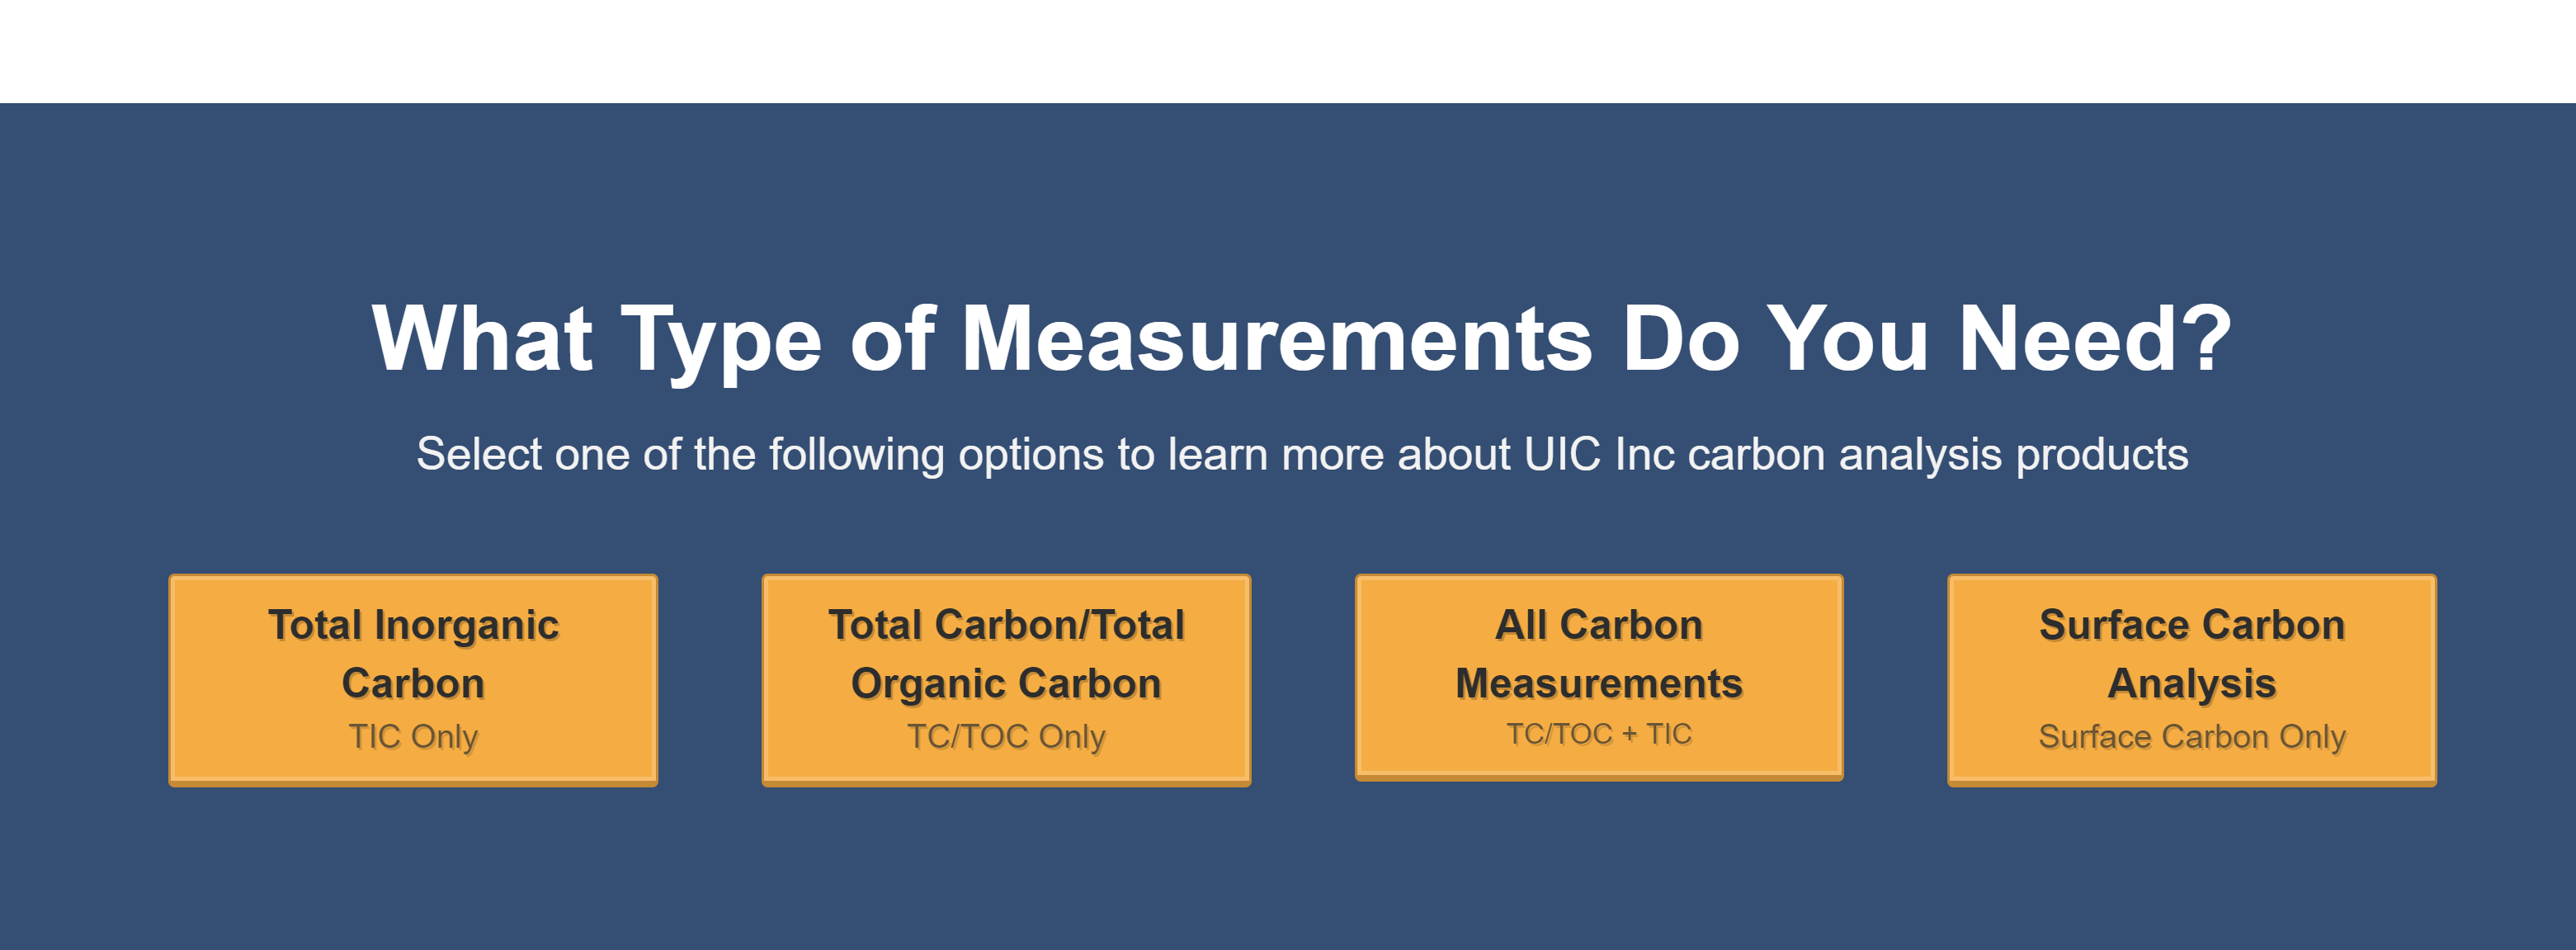 What Type of Measurements Do You Need?
Select one of the following options to learn more about UIC Inc carbon analysis products
Total Inorganic
Carbon
TIC Only
Total Carbon/Total
Organic Carbon
TC/TOC Only
All Carbon
Measurements
TC/TOC + TIC
Surface Carbon
Analysis
Surface Carbon Only